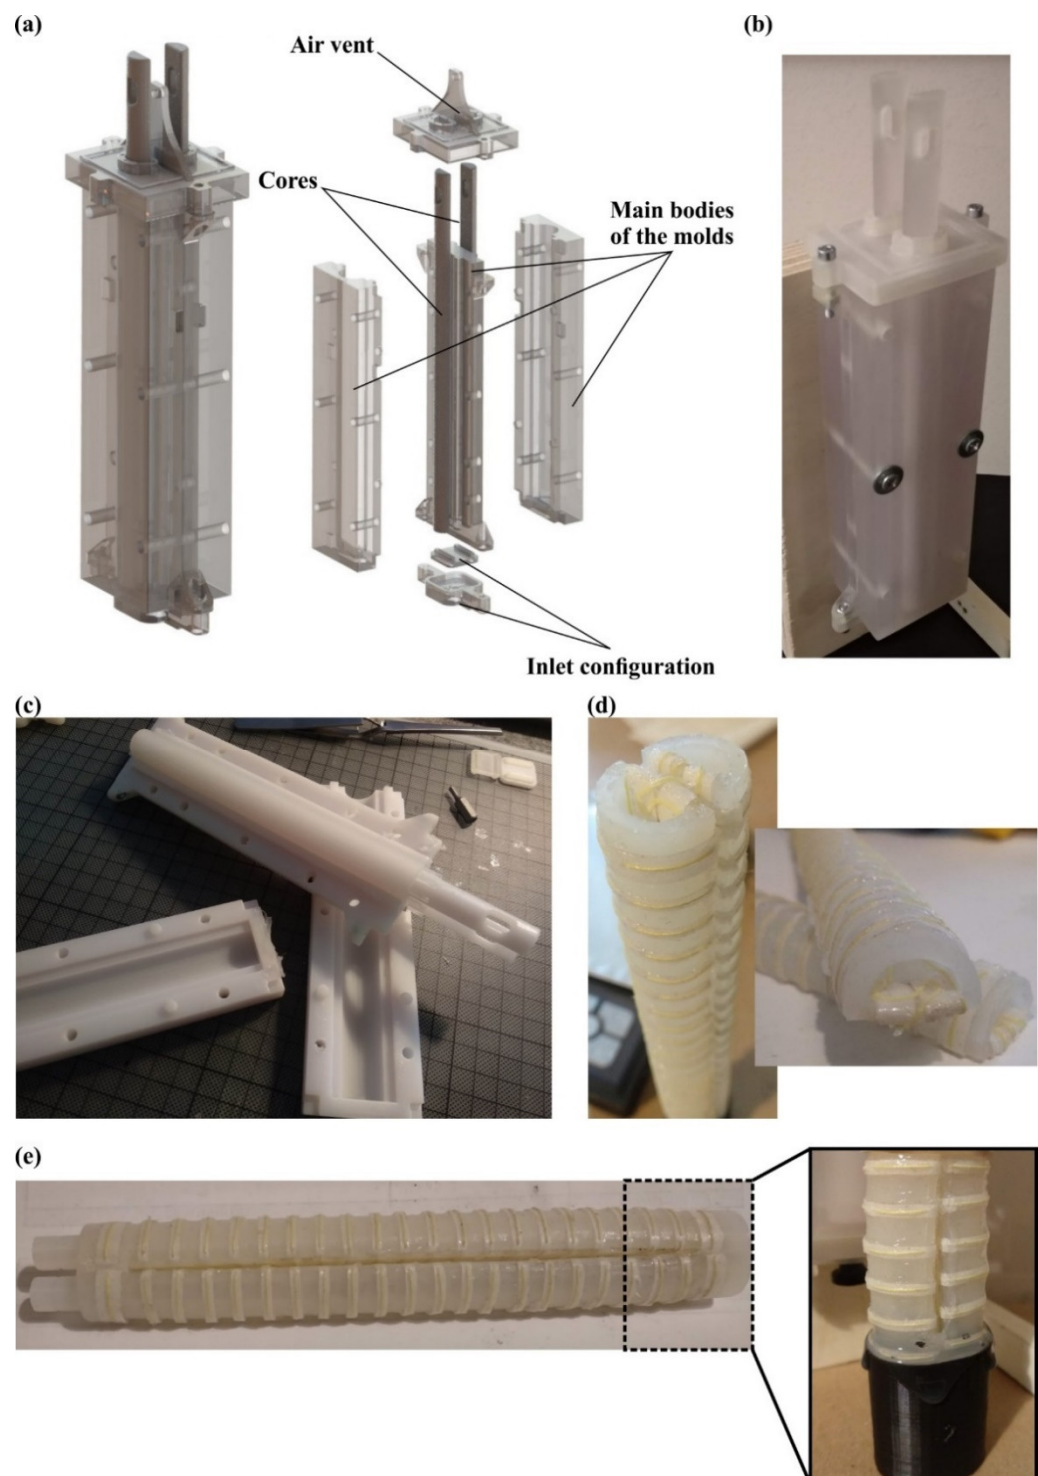 (a)
(b)
Air vent
Cores
Main bodies
of the molds
Inlet configuration
(c)
(d)
(e)